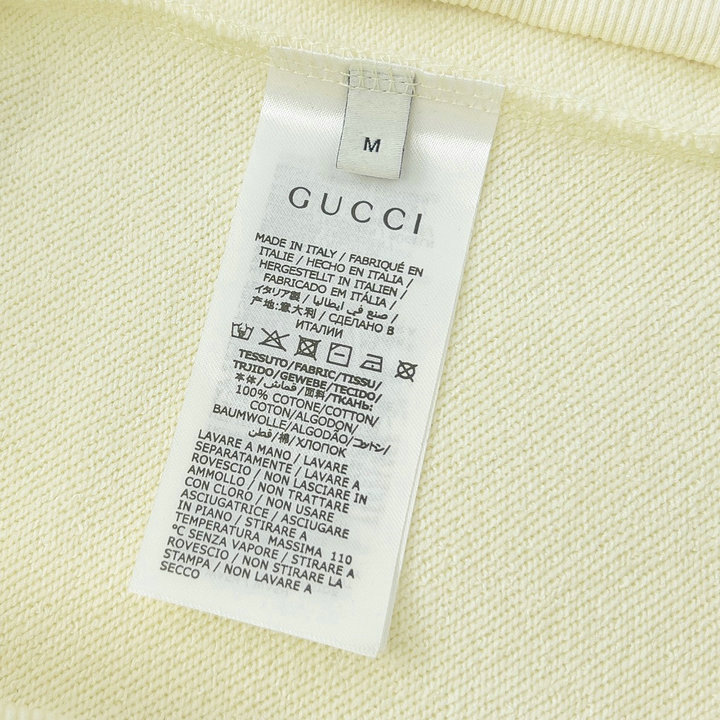 M
GUCCI
MADE IN ITALY / FABRIQUÉ EN
ITALIE / HECHO EN ITALIA /
HERGESTELLT IN ITALIEN /
FABRICADO EM ITÁLIA /
イタリア製 / صنع في ايطاليا /
产地:意大利 / СДЕЛАНО В
ИТАЛИИ
TESSUTO/FABRIC/TISSU/
TRJIDO/GEWEBE/TECIDO/
本体/قماش/面料/ТКАНЬ:
100% COTONE/COTTON/
COTON/ALGODON/
BAUMWOLLE/ALGODÃO/コットン/
قطن/棉/ХЛОПОК
LAVARE A MANO / LAVARE
SEPARATAMENTE / LAVARE A
ROVESCIO / NON LASCIARE IN
AMMOLLO / NON TRATTARE
CON CLORO / NON USARE
ASCIUGATRICE / ASCIUGARE
IN PIANO / STIRARE A
TEMPERATURA MASSIMA 110
°C SENZA VAPORE / STIRARE A
ROVESCIO / NON STIRARE LA
STAMPA / NON LAVARE A
SECCO